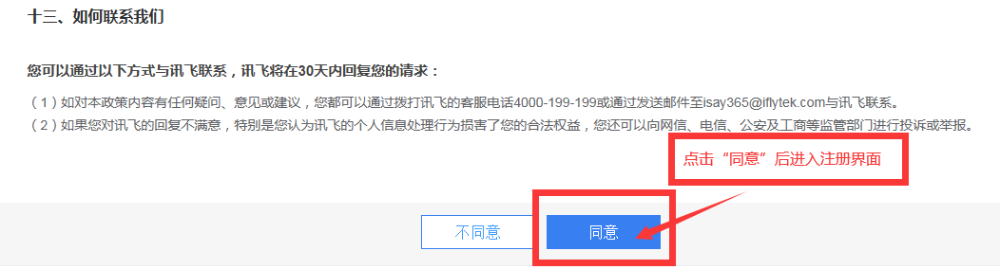 十三、如何联系我们
您可以通过以下方式与讯飞联系，讯飞将在30天内回复您的请求：
（1）如对本政策内容有任何疑问、意见或建议，您都可以通过拨打讯飞的客服电话4000-199-199或通过发送邮件至isay365@iflytek.com与讯飞联系。
（2）如果您对讯飞的回复不满意，特别是您认为讯飞的个人信息处理行为损害了您的合法权益，您还可以向网信、电信、公安及工商等监管部门进行投诉或举报。
点击“同意”后进入注册界面
不同意
同意